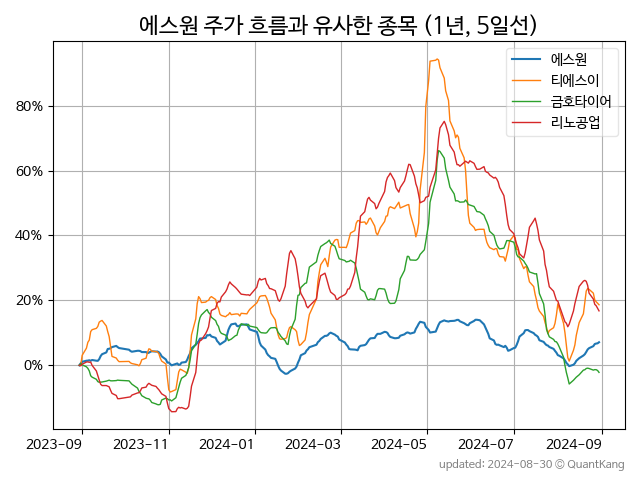 에스원 주가 흐름과 유사한 종목 (1년, 5일선)
에스원
티에스이
금호타이어
리노공업
80%
60%
40%
20%
0%
2023-09
2023-11
2024-01
2024-03
2024-05
2024-07
2024-09
updated: 2024-08-30 © QuantKang